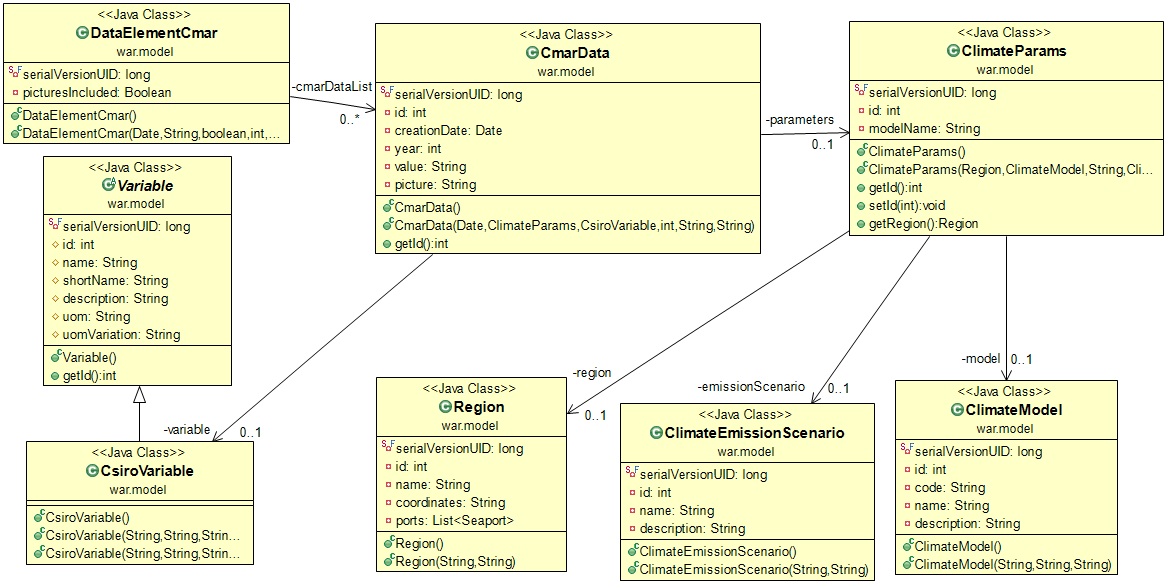 <<Java Class>>
DataElementCmar
war.model
serialVersionUID: long
picturesIncluded: Boolean
DataElementCmar()
DataElementCmar(Date,String,boolean,int,...
-cmarDataList
0..*
<<Java Class>>
CmarData
war.model
serialVersionUID: long
id: int
creationDate: Date
year: int
value: String
picture: String
CmarData()
CmarData(Date,ClimateParams,CsiroVariable,int,String,String)
getId():int
-parameters
0..1
<<Java Class>>
ClimateParams
war.model
serialVersionUID: long
id: int
modelName: String
ClimateParams()
ClimateParams(Region,ClimateModel,String,Cli...
getId():int
setId(int):void
getRegion():Region
<<Java Class>>
Variable
war.model
serialVersionUID: long
id: int
name: String
shortName: String
description: String
uom: String
uomVariation: String
Variable()
getId():int
-variable
0..1
<<Java Class>>
CsiroVariable
war.model
CsiroVariable()
CsiroVariable(String,String,Strin...
CsiroVariable(String,String,Strin...
-region
0..1
<<Java Class>>
Region
war.model
serialVersionUID: long
id: int
name: String
coordinates: String
ports: List<Seaport>
Region()
Region(String,String)
-emissionScenario
0..1
<<Java Class>>
ClimateEmissionScenario
war.model
serialVersionUID: long
id: int
name: String
description: String
ClimateEmissionScenario()
ClimateEmissionScenario(String,String)
-model
0..1
<<Java Class>>
ClimateModel
war.model
serialVersionUID: long
id: int
code: String
name: String
description: String
ClimateModel()
ClimateModel(String,String,String)